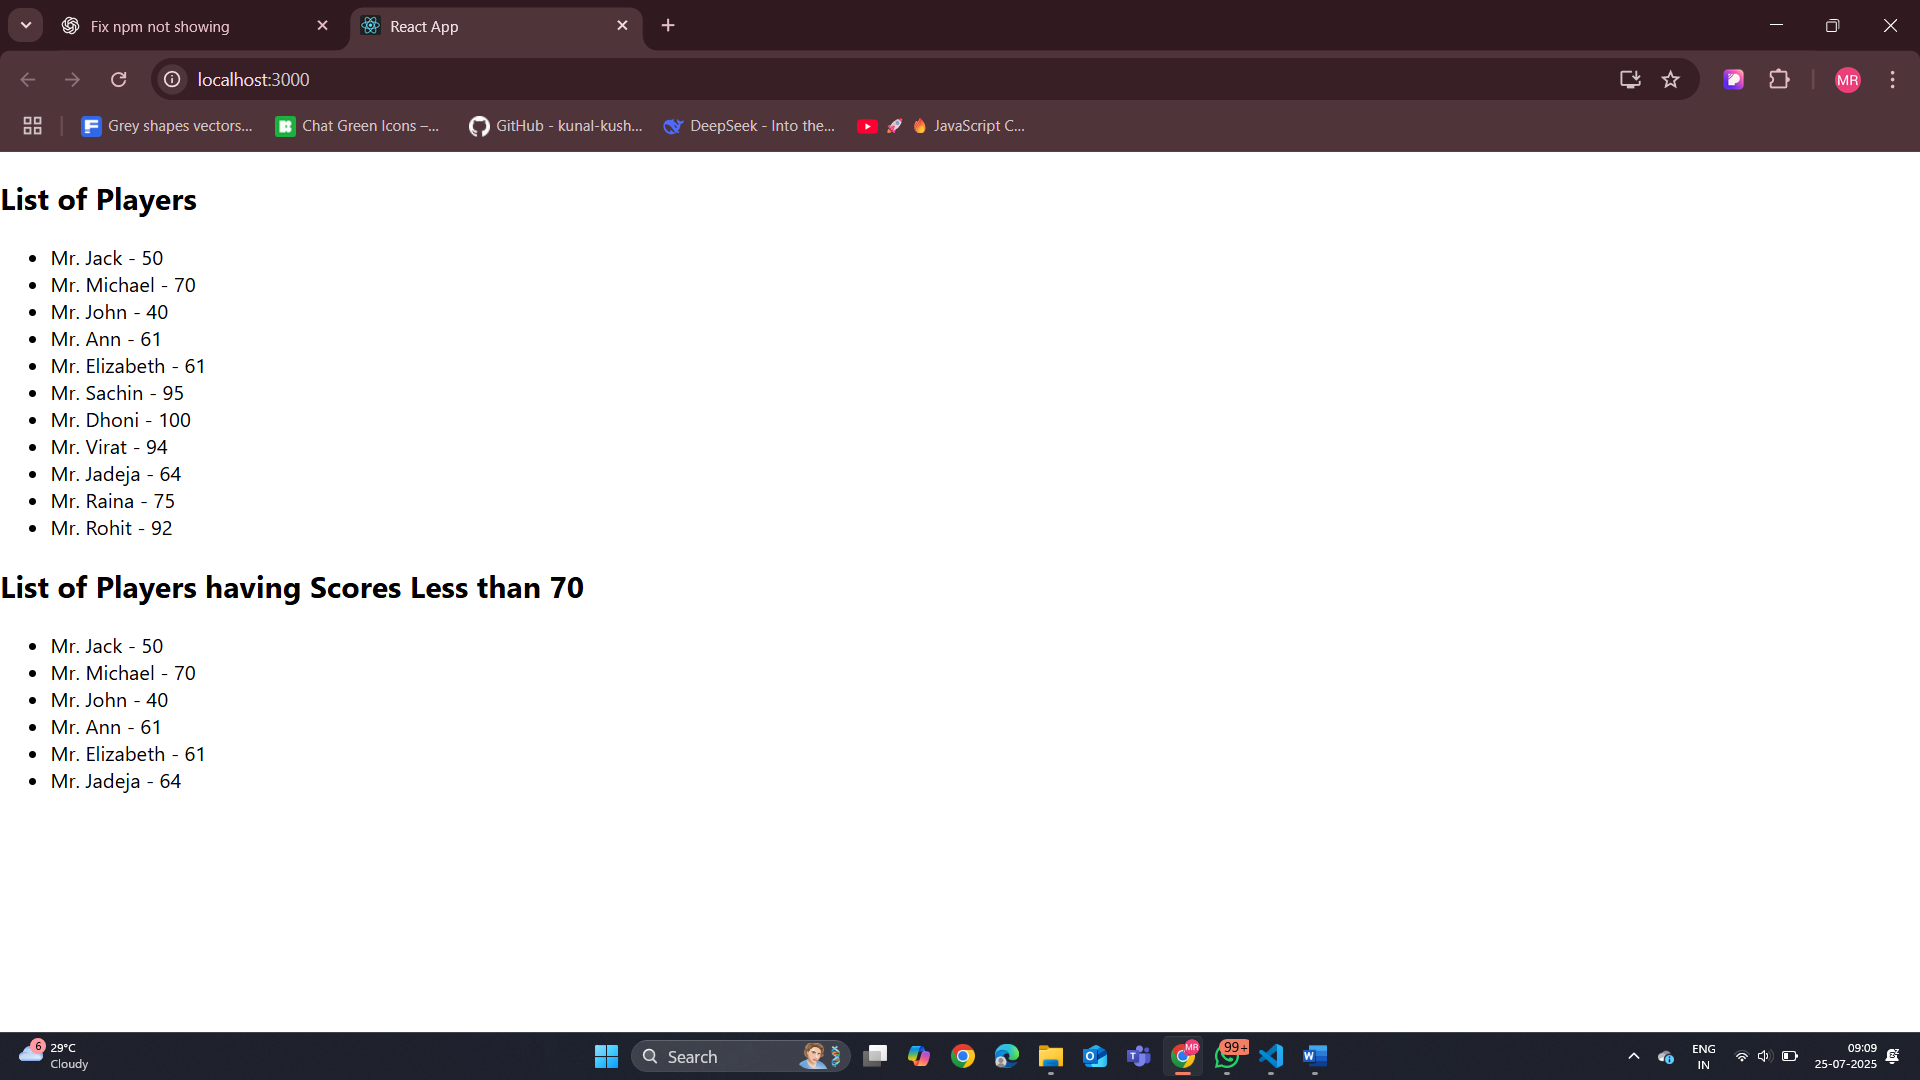 Fix npm not showing
React App
localhost:3000
MR
Grey shapes vectors...
Chat Green Icons –...
GitHub - kunal-kush...
DeepSeek - Into the...
🚀 🔥 JavaScript C...
List of Players
• Mr. Jack - 50
• Mr. Michael - 70
• Mr. John - 40
• Mr. Ann - 61
• Mr. Elizabeth - 61
• Mr. Sachin - 95
• Mr. Dhoni - 100
• Mr. Virat - 94
• Mr. Jadeja - 64
• Mr. Raina - 75
• Mr. Rohit - 92
List of Players having Scores Less than 70
• Mr. Jack - 50
• Mr. Michael - 70
• Mr. John - 40
• Mr. Ann - 61
• Mr. Elizabeth - 61
• Mr. Jadeja - 64
6
29°C
Cloudy
Search
MR
99+
ENG
IN
09:09
25-07-2025